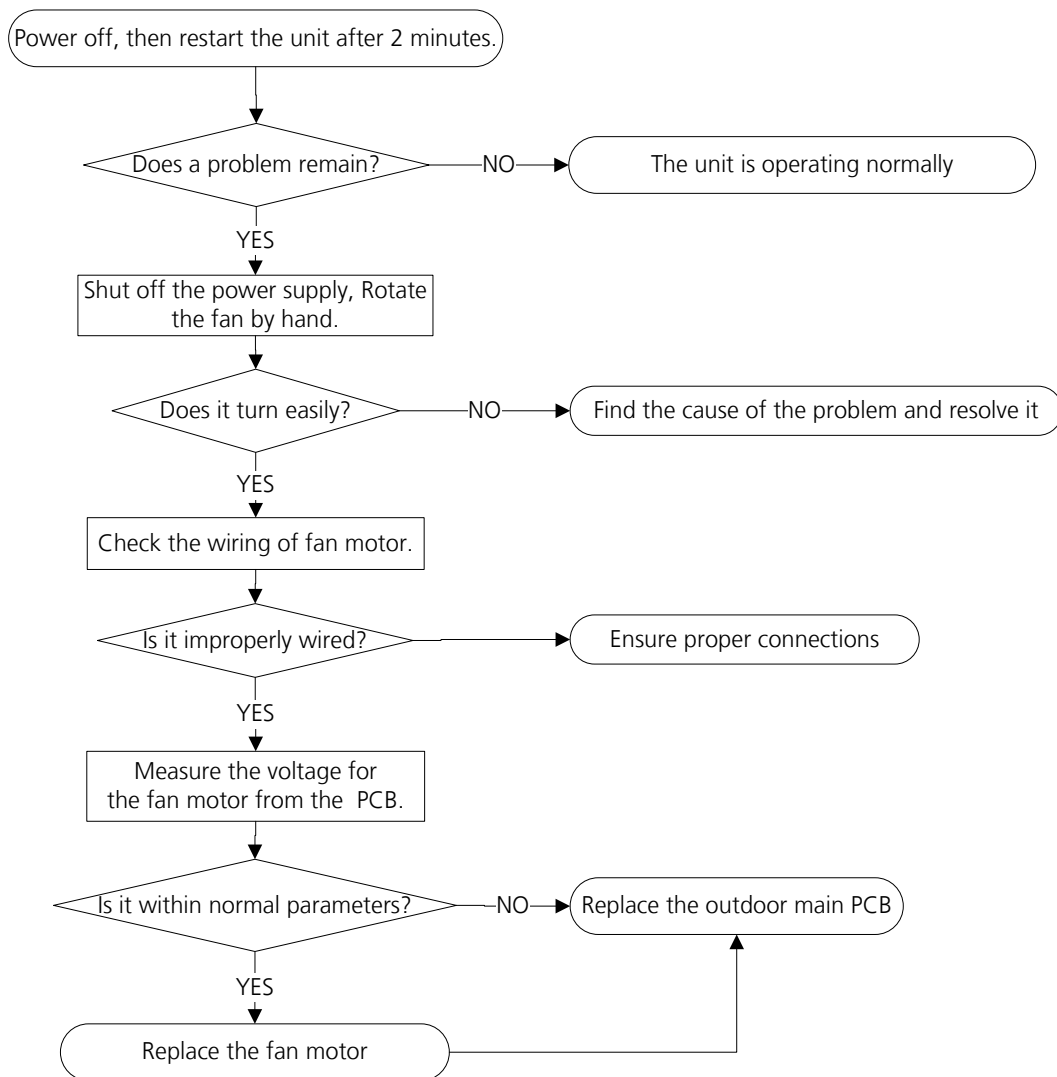 Power off, then restart the unit after 2 minutes.
Does a problem remain?
NO
The unit is operating normally
YES
Shut off the power supply, Rotate
the fan by hand.
Does it turn easily?
NO
Find the cause of the problem and resolve it
YES
Check the wiring of fan motor.
Is it improperly wired?
Ensure proper connections
YES
Measure the voltage for
the fan motor from the PCB.
Is it within normal parameters?
NO
Replace the outdoor main PCB
YES
Replace the fan motor